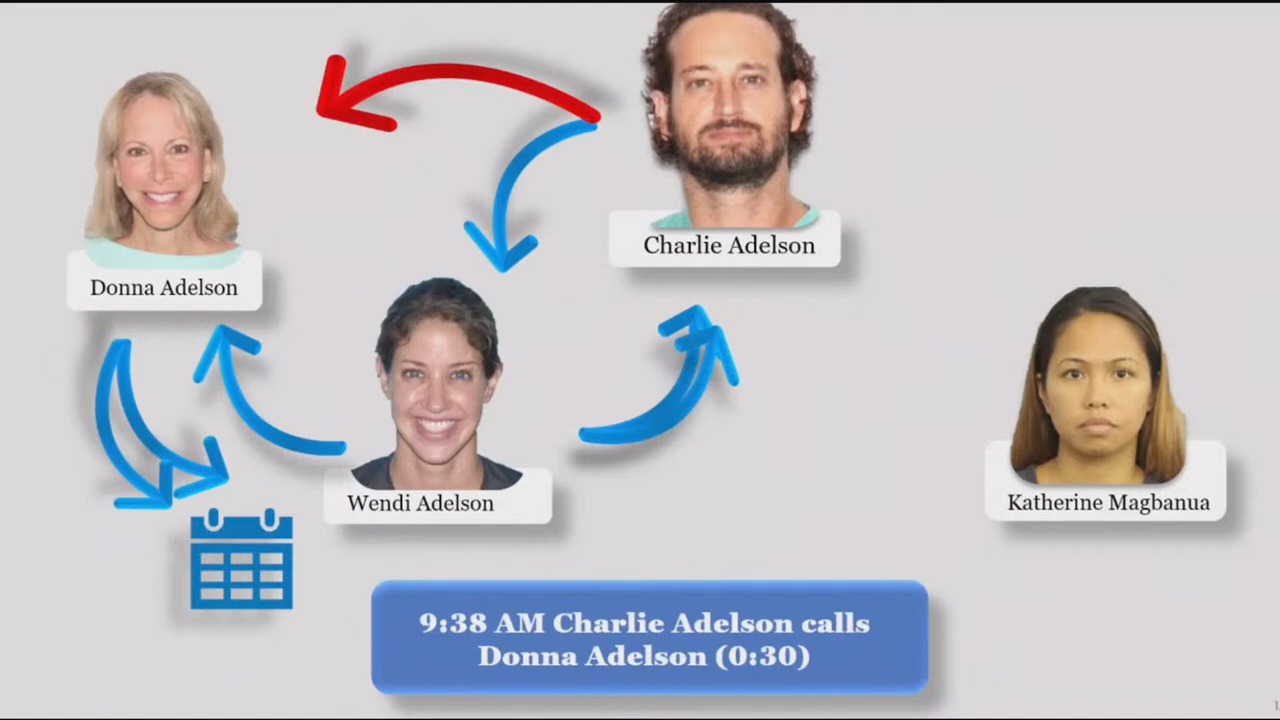 Charlie Adelson
Donna Adelson
Wendi Adelson
Katherine Magbanua
9:38 AM Charlie Adelson calls
Donna Adelson (0:30)